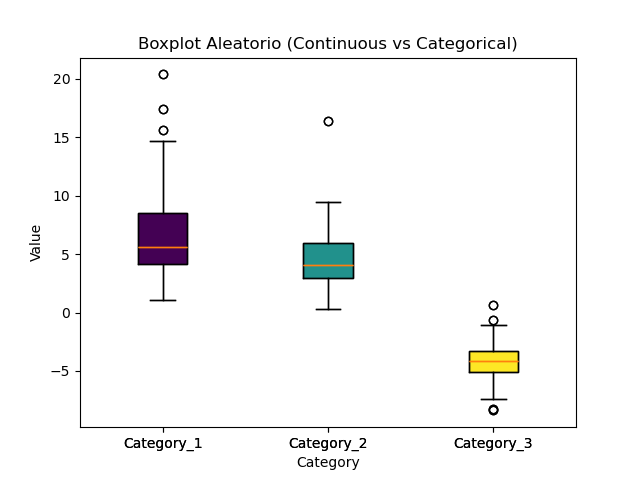 Boxplot Aleatorio (Continuous vs Categorical)
20
15
10
5
0
−5
Value
Category_1 Category_2 Category_3
Category